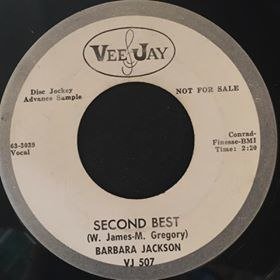 VEE JAY
Disc Jockey
Advance Sample
NOT FOR SALE
63-3039
Vocal
Conrad-
Finesse-BMI
Time: 2:20
SECOND BEST
(W. James-M. Gregory)
BARBARA JACKSON
VJ 507